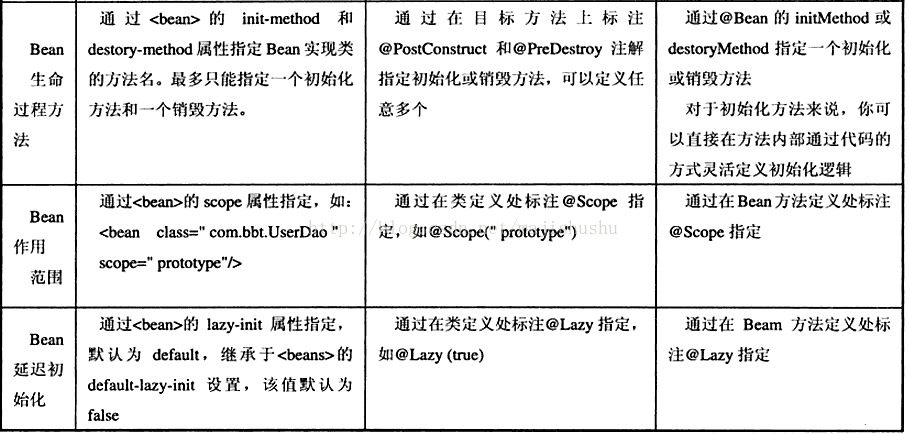 Bean
生命
过程方
法
通过<bean>的 init-method 和
destory-method 属性指定Bean实现类
的方法名。最多只能指定一个初始化
方法和一个销毁方法。
通过在目标方法上标注
@PostConstruct 和@PreDestroy 注解
指定初始化或销毁方法，可以定义任
意多个
通过@Bean 的 initMethod 或
destoryMethod 指定一个初始化
或销毁方法
对于初始化方法来说，你可
以直接在方法内部通过代码的
方式灵活定义初始化逻辑
Bean
作用
范围
通过<bean>的 scope 属性指定，如：
<bean class=" com.bbt.UserDao "
scope=" prototype"/>
通过在类定义处标注@Scope 指
定，如@Scope(" prototype")
通过在Bean方法定义处标注
@Scope 指定
Bean
延迟初
始化
通过<bean>的 lazy-init 属性指定，
默认为 default，继承于<beans>的
default-lazy-init 设置，该值默认为
false
通过在类定义处标注@Lazy 指定，
如@Lazy (true)
通过在 Beam 方法定义处标
注@Lazy 指定